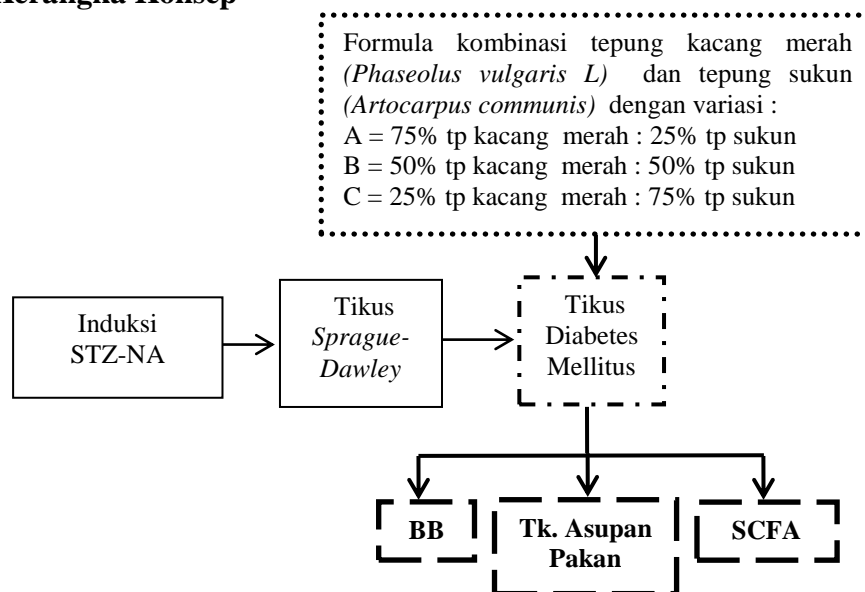 Kerangka Konsep
Formula kombinasi tepung kacang merah
(Phaseolus vulgaris L) dan tepung sukun
(Artocarpus communis) dengan variasi :
A = 75% tp kacang merah : 25% tp sukun
B = 50% tp kacang merah : 50% tp sukun
C = 25% tp kacang merah : 75% tp sukun
Induksi
STZ-NA
Tikus
Sprague-
Dawley
Tikus
Diabetes
Mellitus
BB
Tk. Asupan
Pakan
SCFA